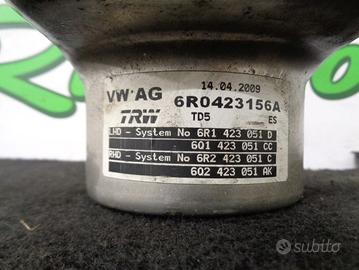 14.04.2009
VW AG 6R0423156A
TRW TD5 ES
LHD - System No 6R1 423 051 D
6Q1 423 051 CC
RHD - System No 6R2 423 051 C
6Q2 423 051 AK
subito